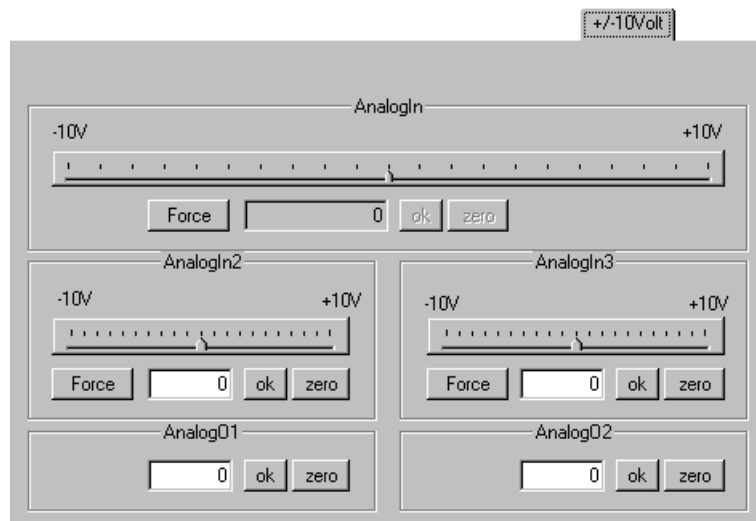 +/-10Volt
AnalogIn
-10V +10V
Force 0 ok zero
AnalogIn2 AnalogIn3
-10V +10V -10V +10V
Force 0 ok zero Force 0 ok zero
AnalogO1 AnalogO2
0 ok zero 0 ok zero